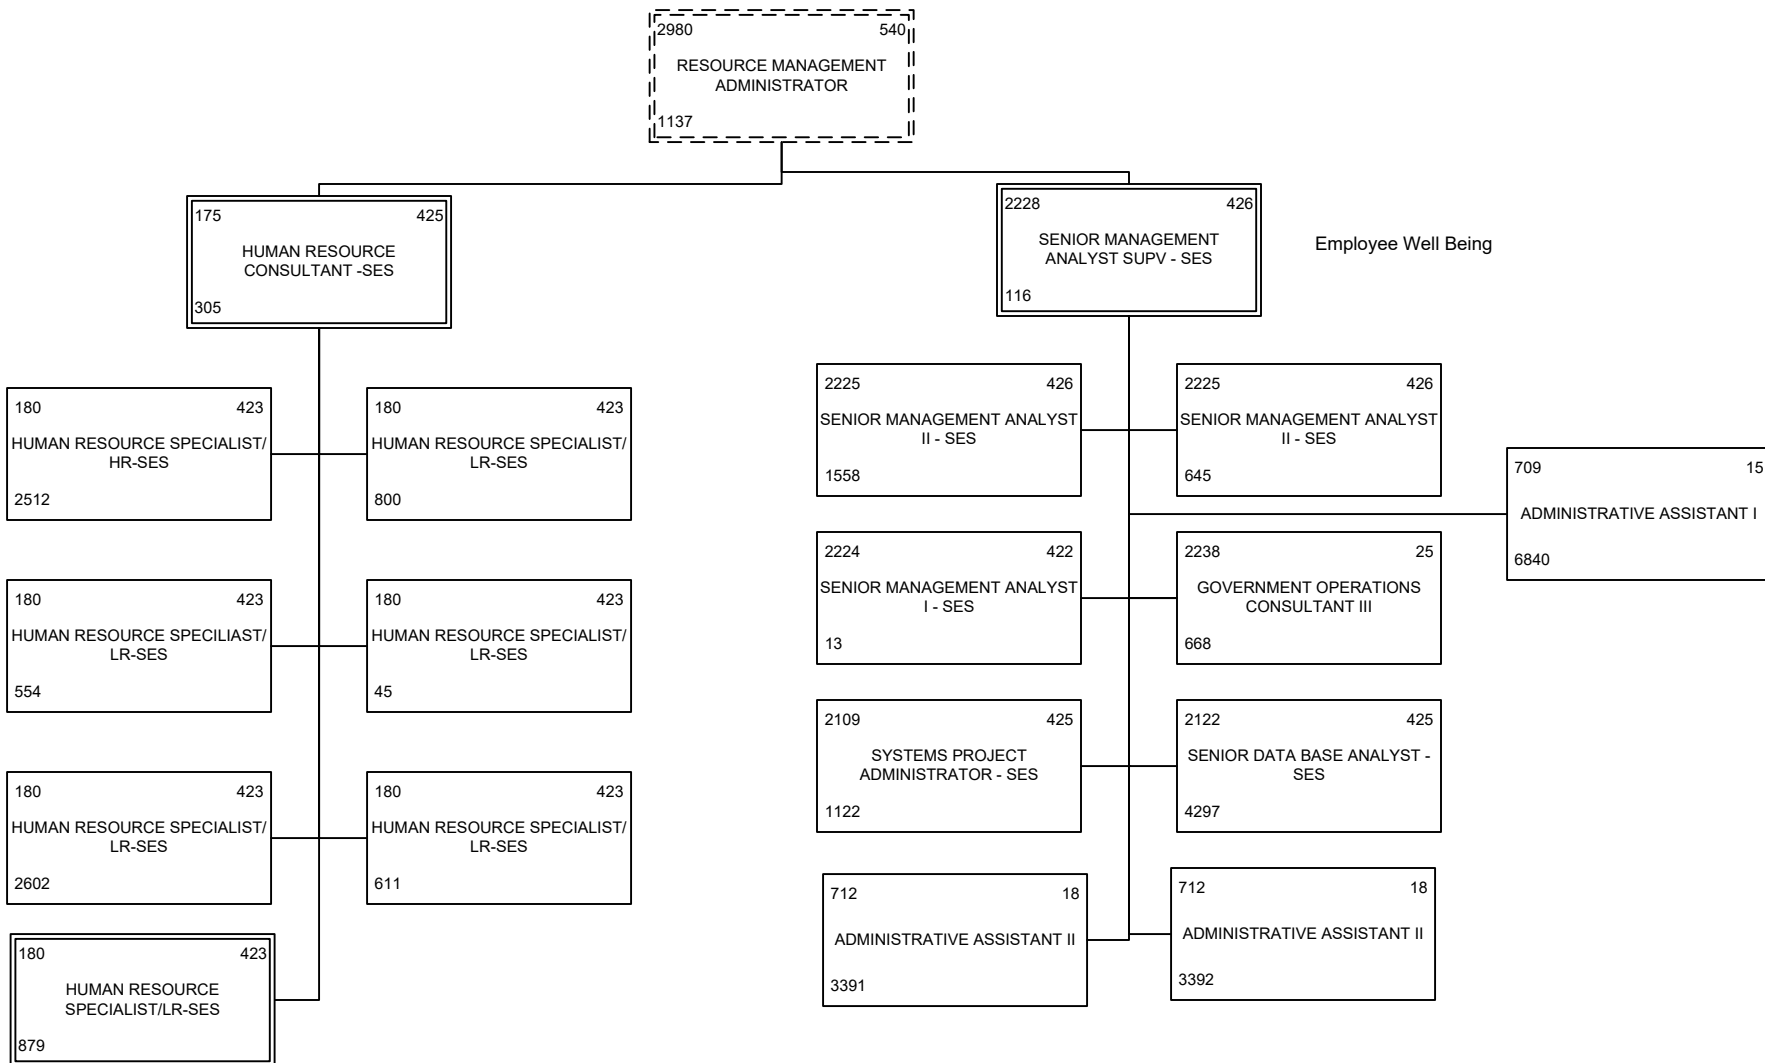 2980 540
RESOURCE MANAGEMENT
ADMINISTRATOR
1137
175 425
HUMAN RESOURCE
CONSULTANT -SES
305
2228 426
SENIOR MANAGEMENT
ANALYST SUPV - SES
116
Employee Well Being
180 423
HUMAN RESOURCE SPECIALIST/
HR-SES
2512
180 423
HUMAN RESOURCE SPECIALIST/
LR-SES
800
2225 426
SENIOR MANAGEMENT ANALYST
II - SES
1558
2225 426
SENIOR MANAGEMENT ANALYST
II - SES
645
709 15
ADMINISTRATIVE ASSISTANT I
6840
180 423
HUMAN RESOURCE SPECILIAST/
LR-SES
554
180 423
HUMAN RESOURCE SPECIALIST/
LR-SES
45
2224 422
SENIOR MANAGEMENT ANALYST
I - SES
13
2238 25
GOVERNMENT OPERATIONS
CONSULTANT III
668
180 423
HUMAN RESOURCE SPECIALIST/
LR-SES
2602
180 423
HUMAN RESOURCE SPECIALIST/
LR-SES
611
2109 425
SYSTEMS PROJECT
ADMINISTRATOR - SES
1122
2122 425
SENIOR DATA BASE ANALYST -
SES
4297
180 423
HUMAN RESOURCE
SPECIALIST/LR-SES
879
712 18
ADMINISTRATIVE ASSISTANT II
3391
712 18
ADMINISTRATIVE ASSISTANT II
3392